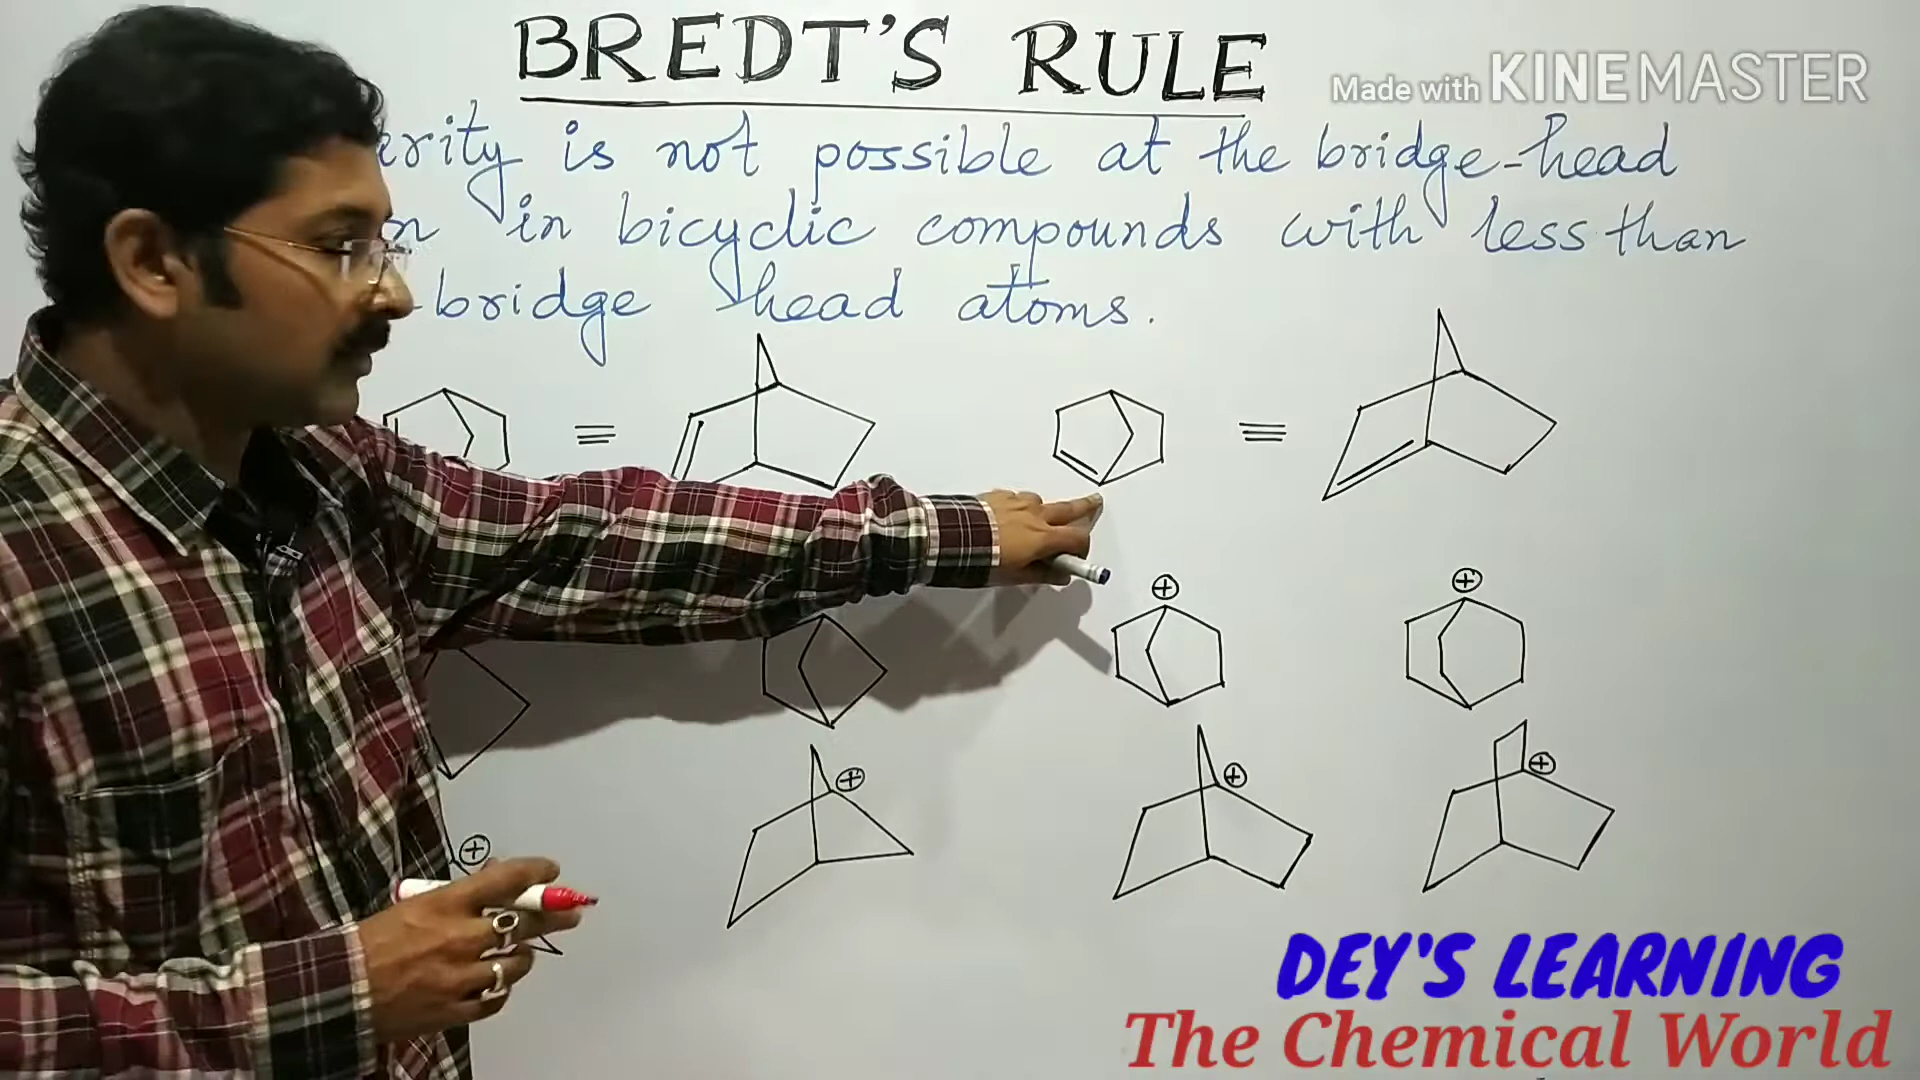 BREDT'S RULE
Made with KINEMASTER
is not possible at the bridge-head
in bicyclic compounds with less than
bridge head atoms.
DEY'S LEARNING
The Chemical World